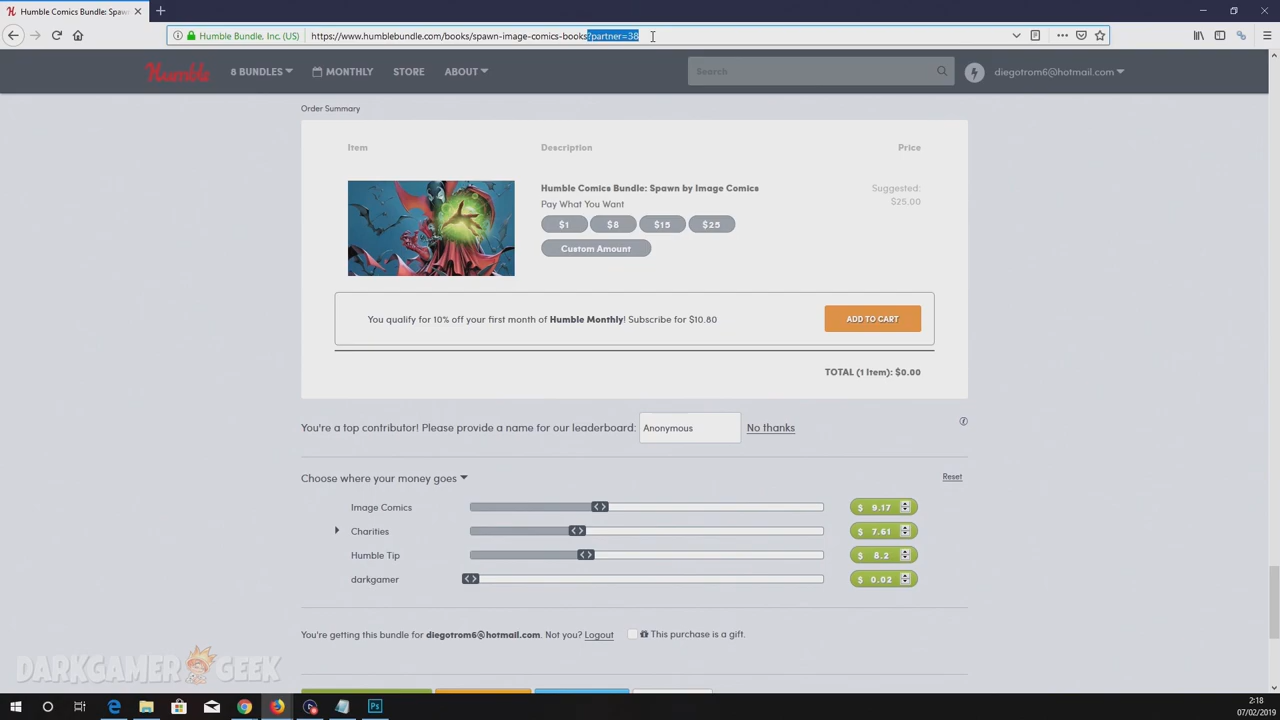 Humble Comics Bundle: Spawn
Humble Bundle, Inc. (US)
https://www.humblebundle.com/books/spawn-image-comics-books?partner=38
Humble
8 BUNDLES
MONTHLY
STORE
ABOUT
Search
diegotrom6@hotmail.com
Order Summary
Item
Description
Price
Humble Comics Bundle: Spawn by Image Comics
Suggested:
$25.00
Pay What You Want
$1
$8
$15
$25
Custom Amount
You qualify for 10% off your first month of Humble Monthly! Subscribe for $10.80
ADD TO CART
TOTAL (1 Item): $0.00
You're a top contributor! Please provide a name for our leaderboard:
Anonymous
No thanks
Choose where your money goes
Reset
Image Comics
$ 9.17
Charities
$ 7.61
Humble Tip
$ 8.2
darkgamer
$ 0.02
You're getting this bundle for diegotrom6@hotmail.com. Not you? Logout
This purchase is a gift.
DARKGAMER GEEK
2:18
07/02/2019